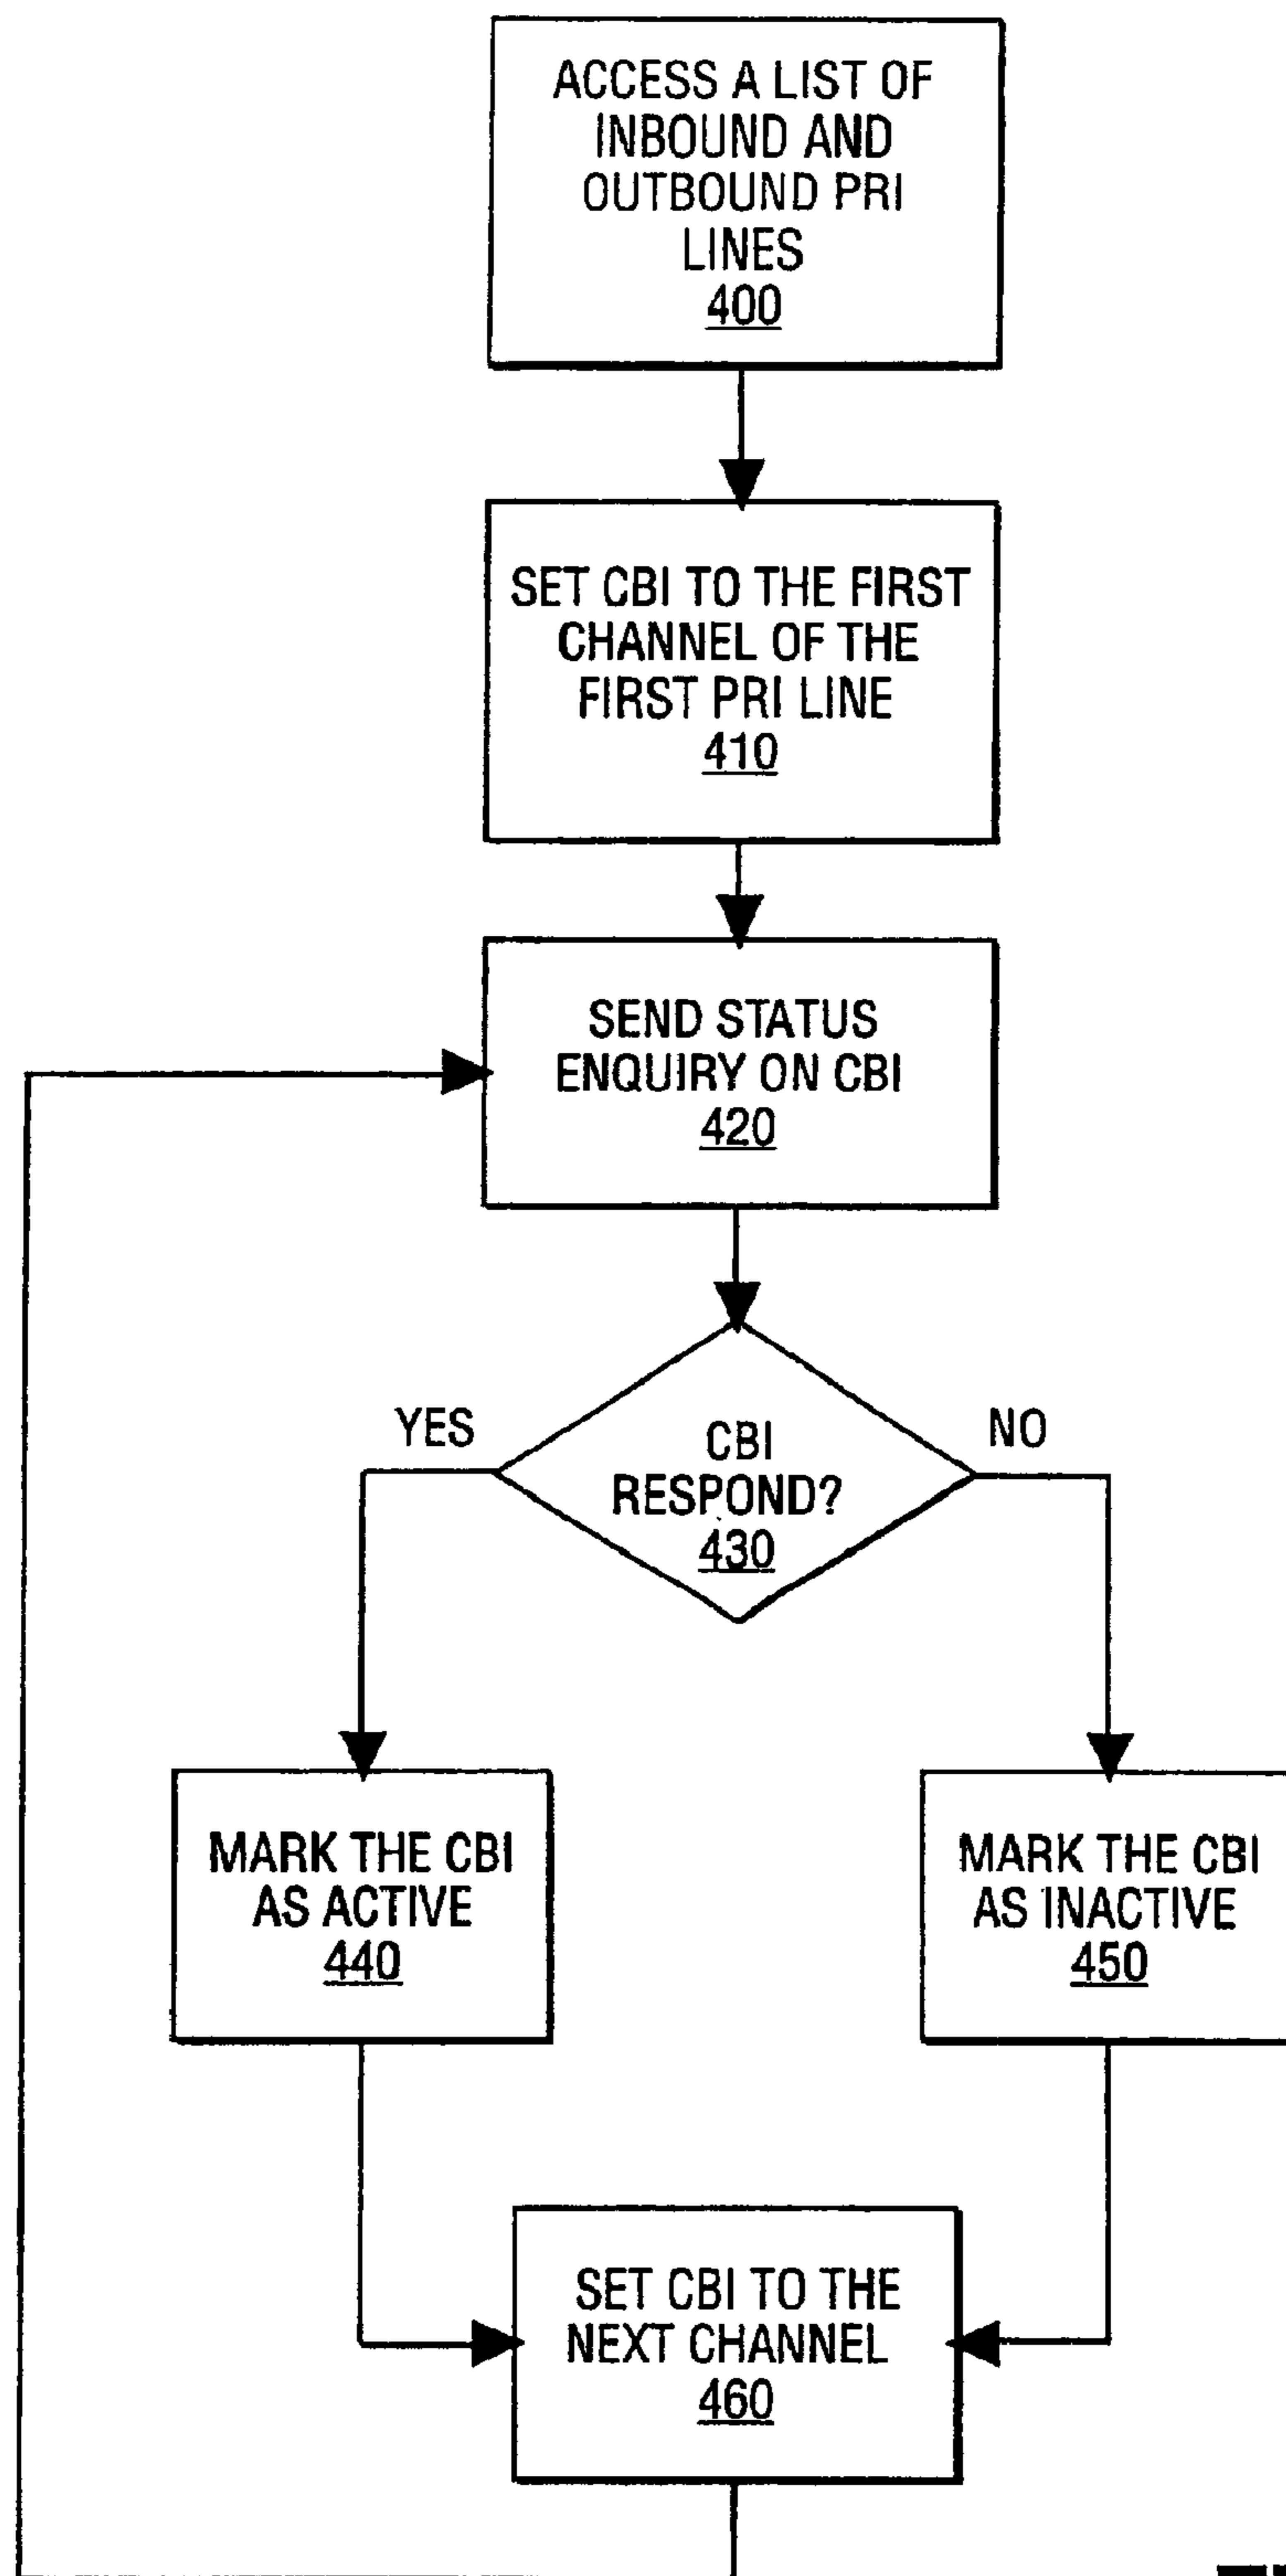 ACCESS A LIST OF
INBOUND AND
OUTBOUND PRI
LINES
400
SET CBI TO THE FIRST
CHANNEL OF THE
FIRST PRI LINE
410
SEND STATUS
ENQUIRY ON CBI
420
CBI
RESPOND?
430
YES
NO
MARK THE CBI
AS ACTIVE
440
MARK THE CBI
AS INACTIVE
450
SET CBI TO THE
NEXT CHANNEL
460